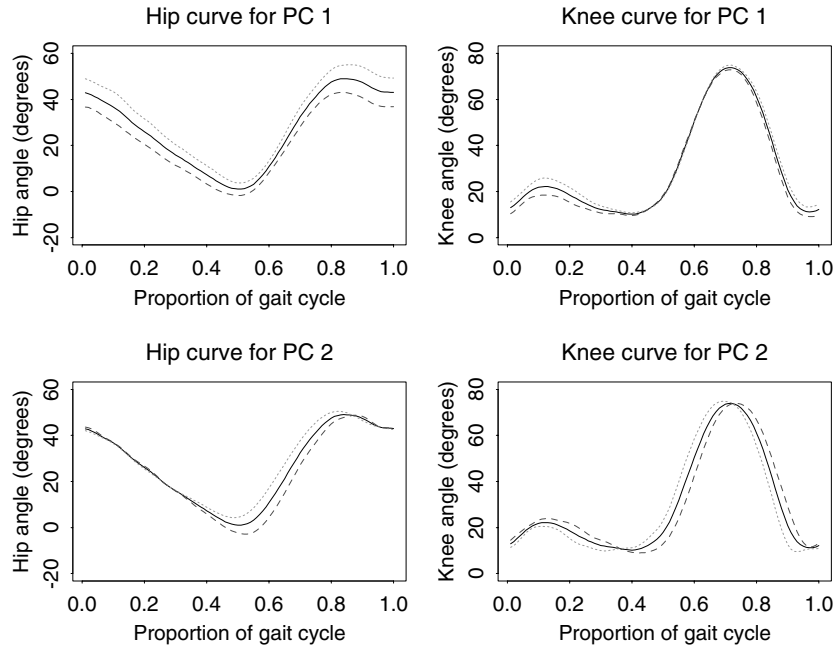 Hip curve for PC 1
Hip angle (degrees)
60
40
20
0
-20
0.0 0.2 0.4 0.6 0.8 1.0
Proportion of gait cycle
Knee curve for PC 1
Knee angle (degrees)
80
60
40
20
0
0.0 0.2 0.4 0.6 0.8 1.0
Proportion of gait cycle
Hip curve for PC 2
Hip angle (degrees)
60
40
20
0
-20
0.0 0.2 0.4 0.6 0.8 1.0
Proportion of gait cycle
Knee curve for PC 2
Knee angle (degrees)
80
60
40
20
0
0.0 0.2 0.4 0.6 0.8 1.0
Proportion of gait cycle